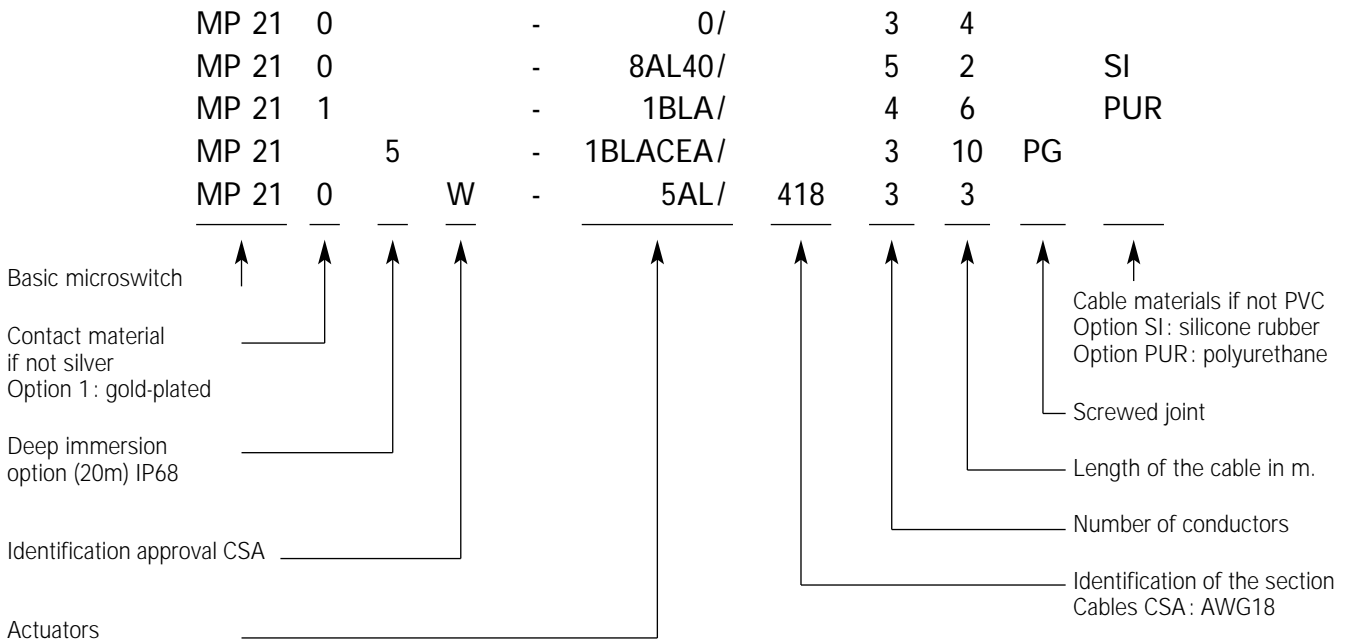 MP 21 0 - 0/ 3 4
MP 21 0 - 8AL40/ 5 2 SI
MP 21 1 - 1BLA/ 4 6 PUR
MP 21 5 - 1BLACEA/ 3 10 PG
MP 21 0 W - 5AL/ 418 3 3
Basic microswitch
Contact material
if not silver
Option 1 : gold-plated
Deep immersion
option (20m) IP68
Identification approval CSA
Actuators
Cable materials if not PVC
Option SI : silicone rubber
Option PUR : polyurethane
Screwed joint
Length of the cable in m.
Number of conductors
Identification of the section
Cables CSA : AWG18